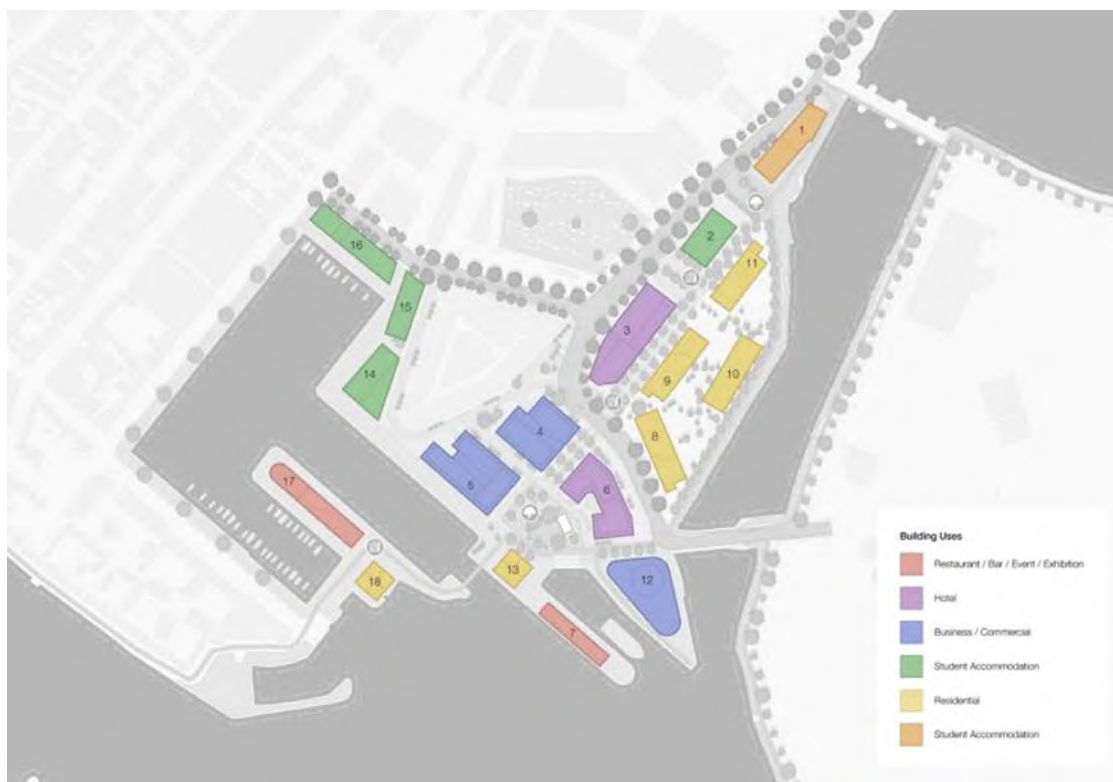 1
2
11
16
15
3
14
9
10
4
8
5
6
17
13
12
18
7
Building Uses
Restaurant / Bar / Event / Exhibition
Hotel
Business / Commercial
Student Accommodation
Residential
Student Accommodation